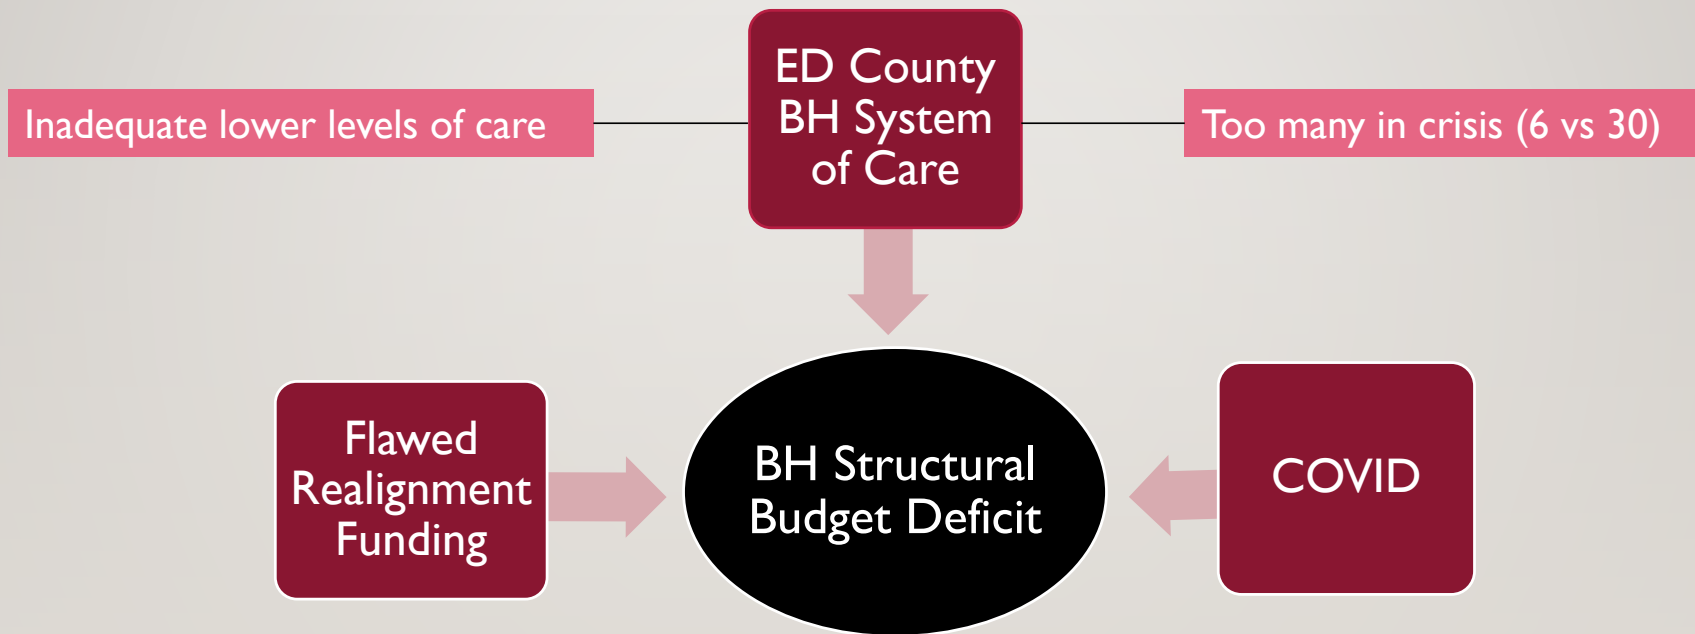 ED County
BH System
of Care
Inadequate lower levels of care
Too many in crisis (6 vs 30)
Flawed
Realignment
Funding
BH Structural
Budget Deficit
COVID